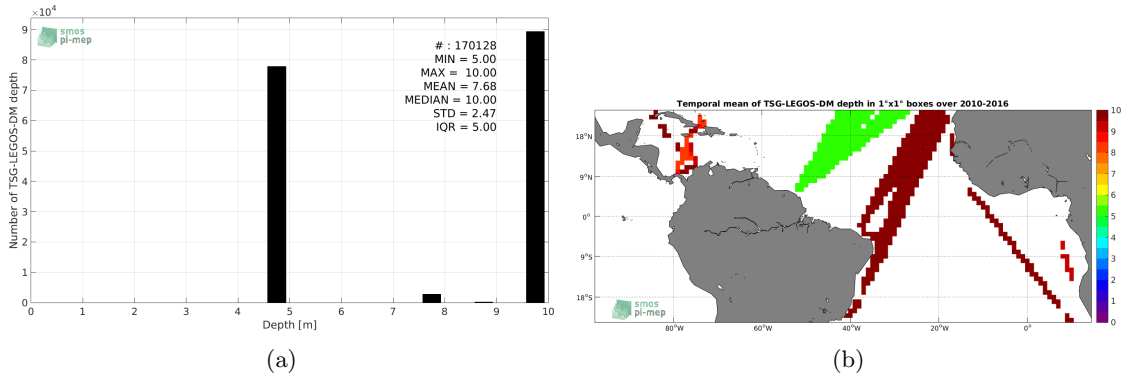 ×10⁴
9
8
7
6
5
4
3
2
1
0
Number of TSG-LEGOS-DM depth
smos
pi-mep
# : 170128
MIN = 5.00
MAX = 10.00
MEAN = 7.68
MEDIAN = 10.00
STD = 2.47
IQR = 5.00
0 1 2 3 4 5 6 7 8 9 10
Depth [m]
(a)
Temporal mean of TSG-LEGOS-DM depth in 1°x1° boxes over 2010-2016
18°N
9°N
0°
9°S
18°S
80°W 60°W 40°W 20°W 0°
10
9
8
7
6
5
4
3
2
1
0
smos
pi-mep
(b)